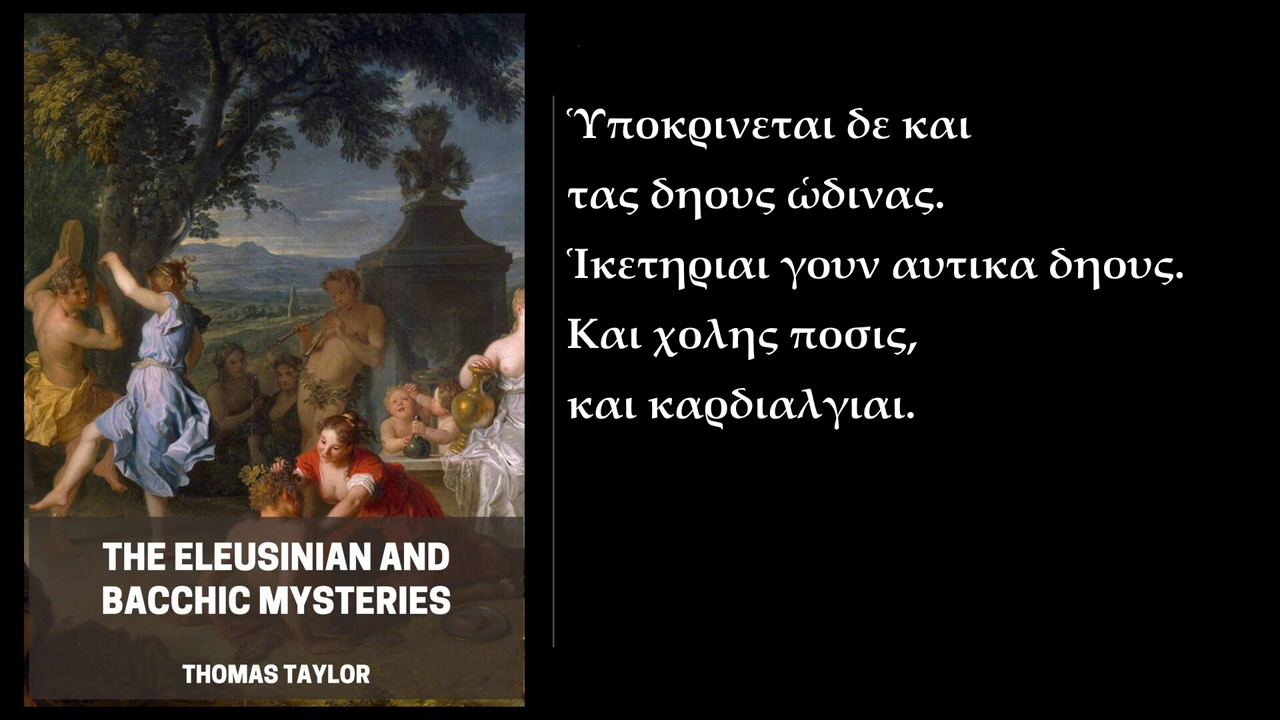 THE ELEUSINIAN AND
BACCHIC MYSTERIES
THOMAS TAYLOR
Ὑποκρινεται δε και
τας δηους ὡδινας.
Ἱκετηριαι γουν αυτικα δηους.
Και χολης ποσις,
και καρδιαλγιαι.